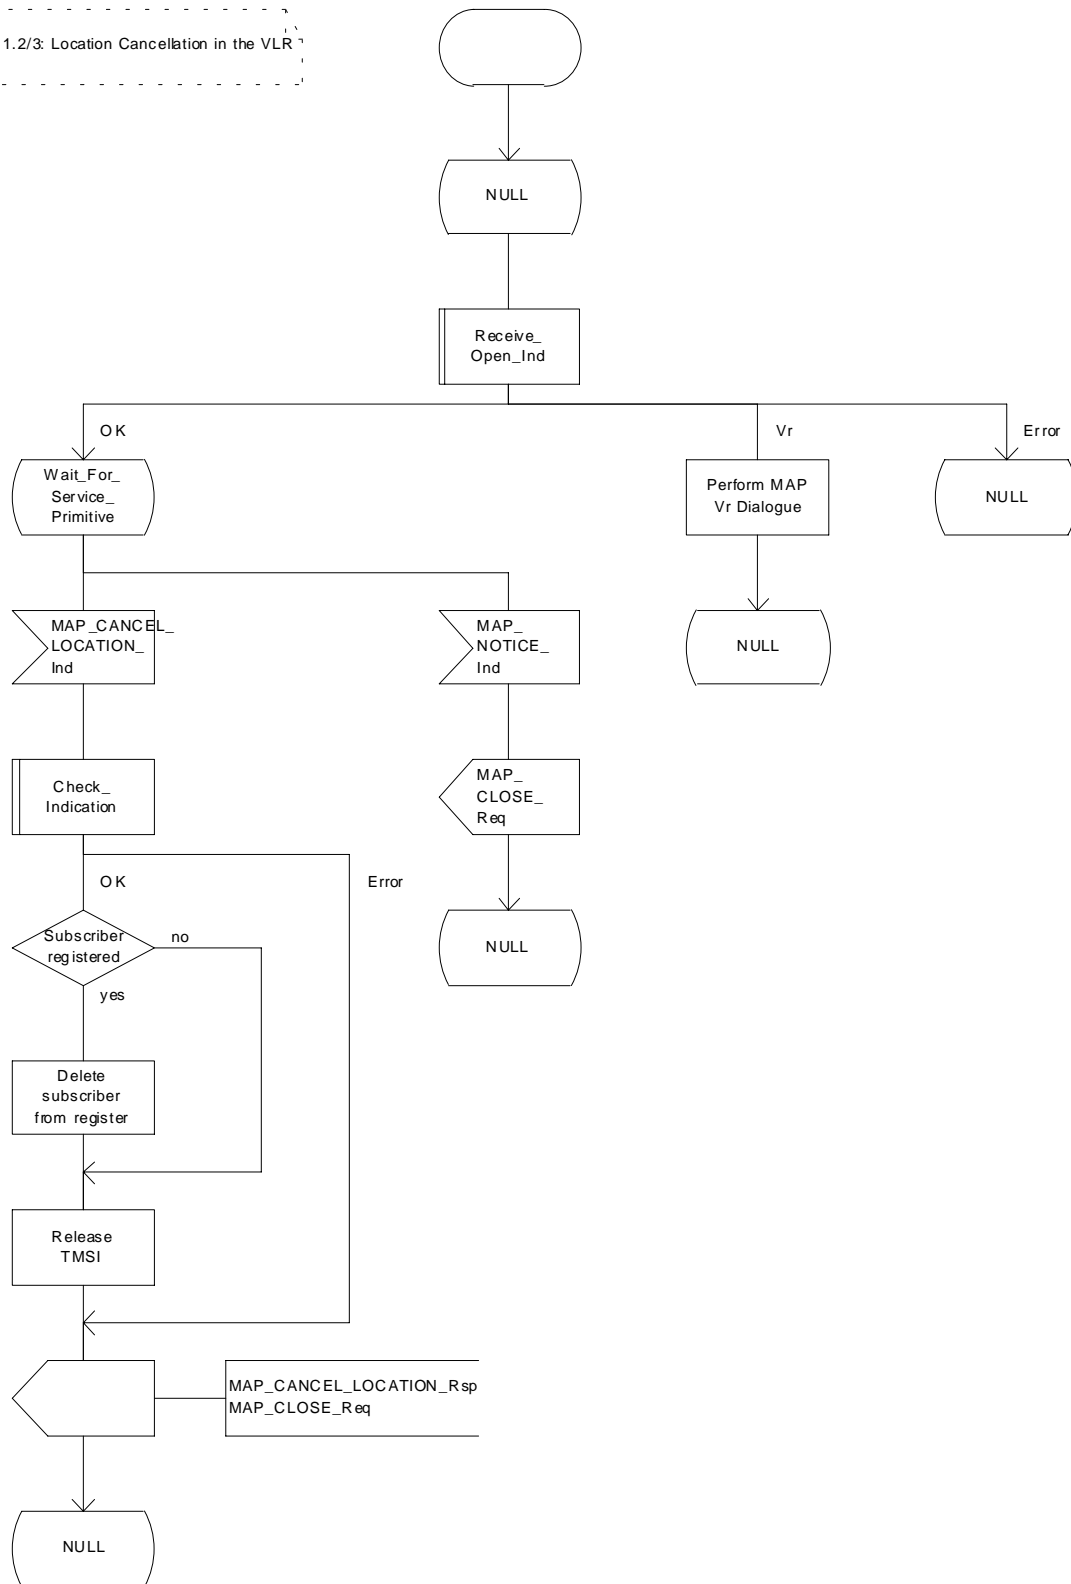 1.2/3: Location Cancellation in the VLR
NULL
Receive_
Open_Ind
OK
Vr
Error
Wait_For_
Service_
Primitive
Perform MAP
Vr Dialogue
NULL
MAP_CANCEL_
LOCATION_
Ind
MAP_
NOTICE_
Ind
NULL
Check_
Indication
MAP_
CLOSE_
Req
OK
Error
Subscriber
registered
no
yes
NULL
Delete
subscriber
from register
Release
TMSI
MAP_CANCEL_LOCATION_Rsp
MAP_CLOSE_Req
NULL